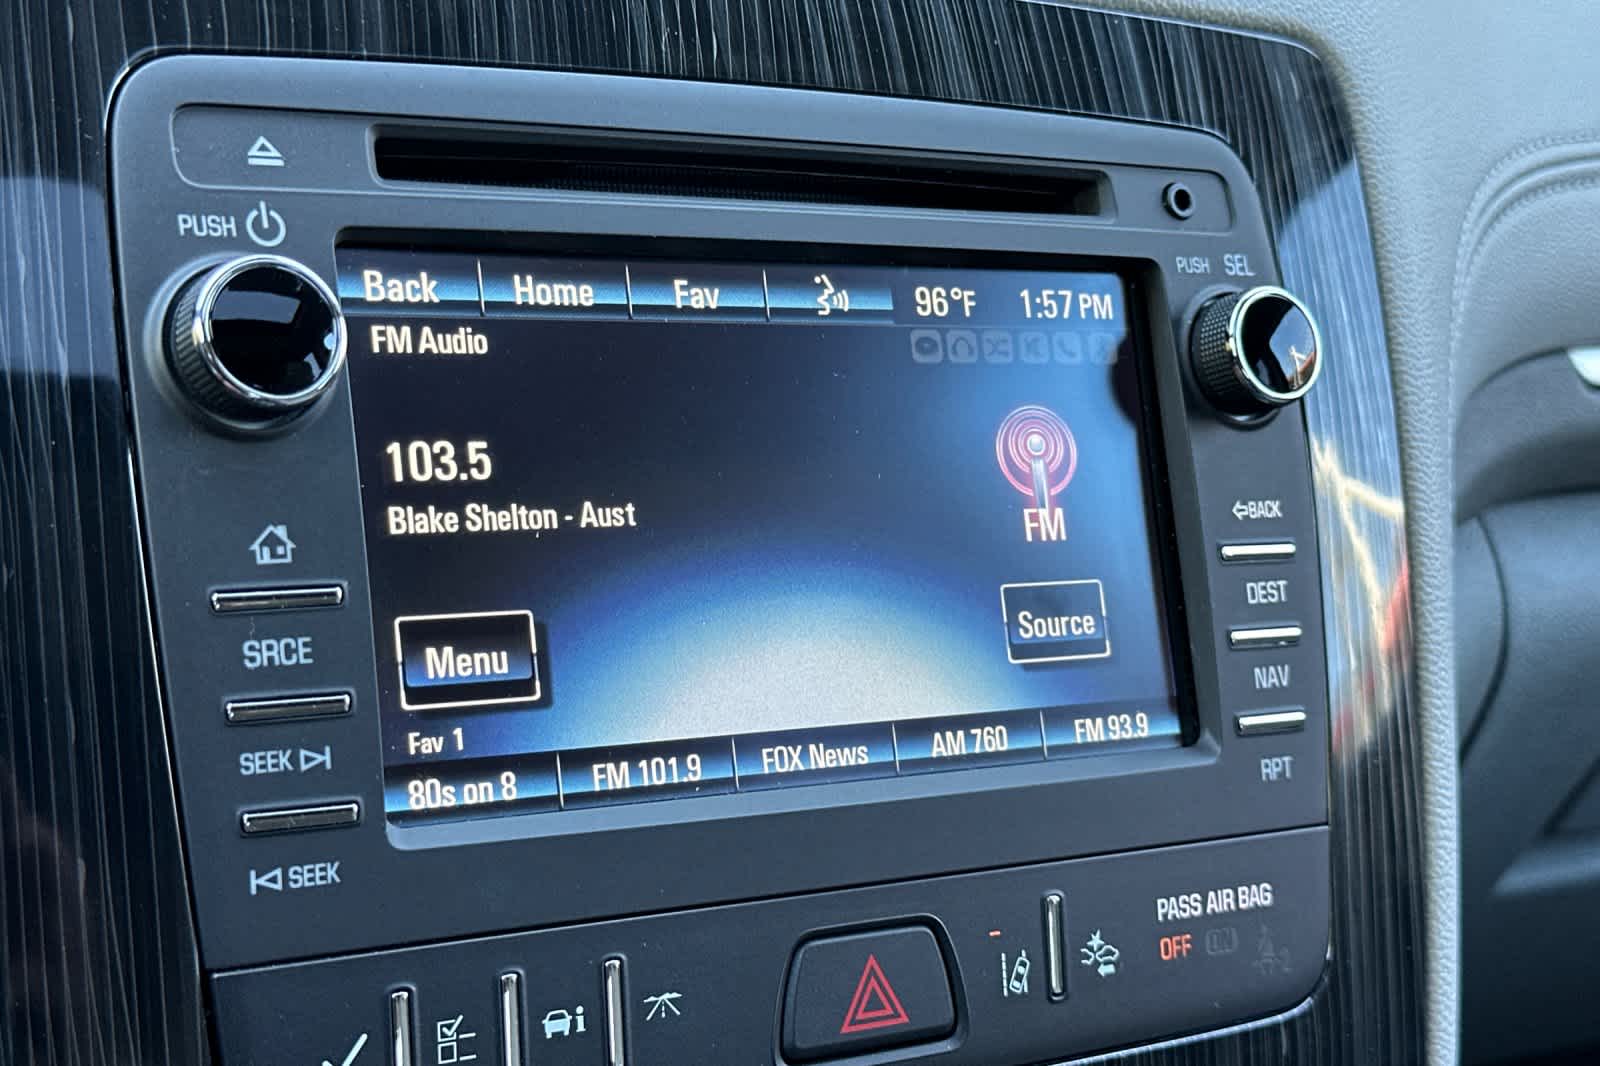 PUSH
PUSH SEL
Back Home Fav 96°F 1:57 PM
FM Audio
103.5
Blake Shelton - Aust
FM
Menu
Source
Fav 1
80s on 8 FM 101.9 FOX News AM 760 FM 93.9
SRCE
SEEK
SEEK
BACK
DEST
NAV
RPT
PASS AIR BAG
OFF ON
2
i